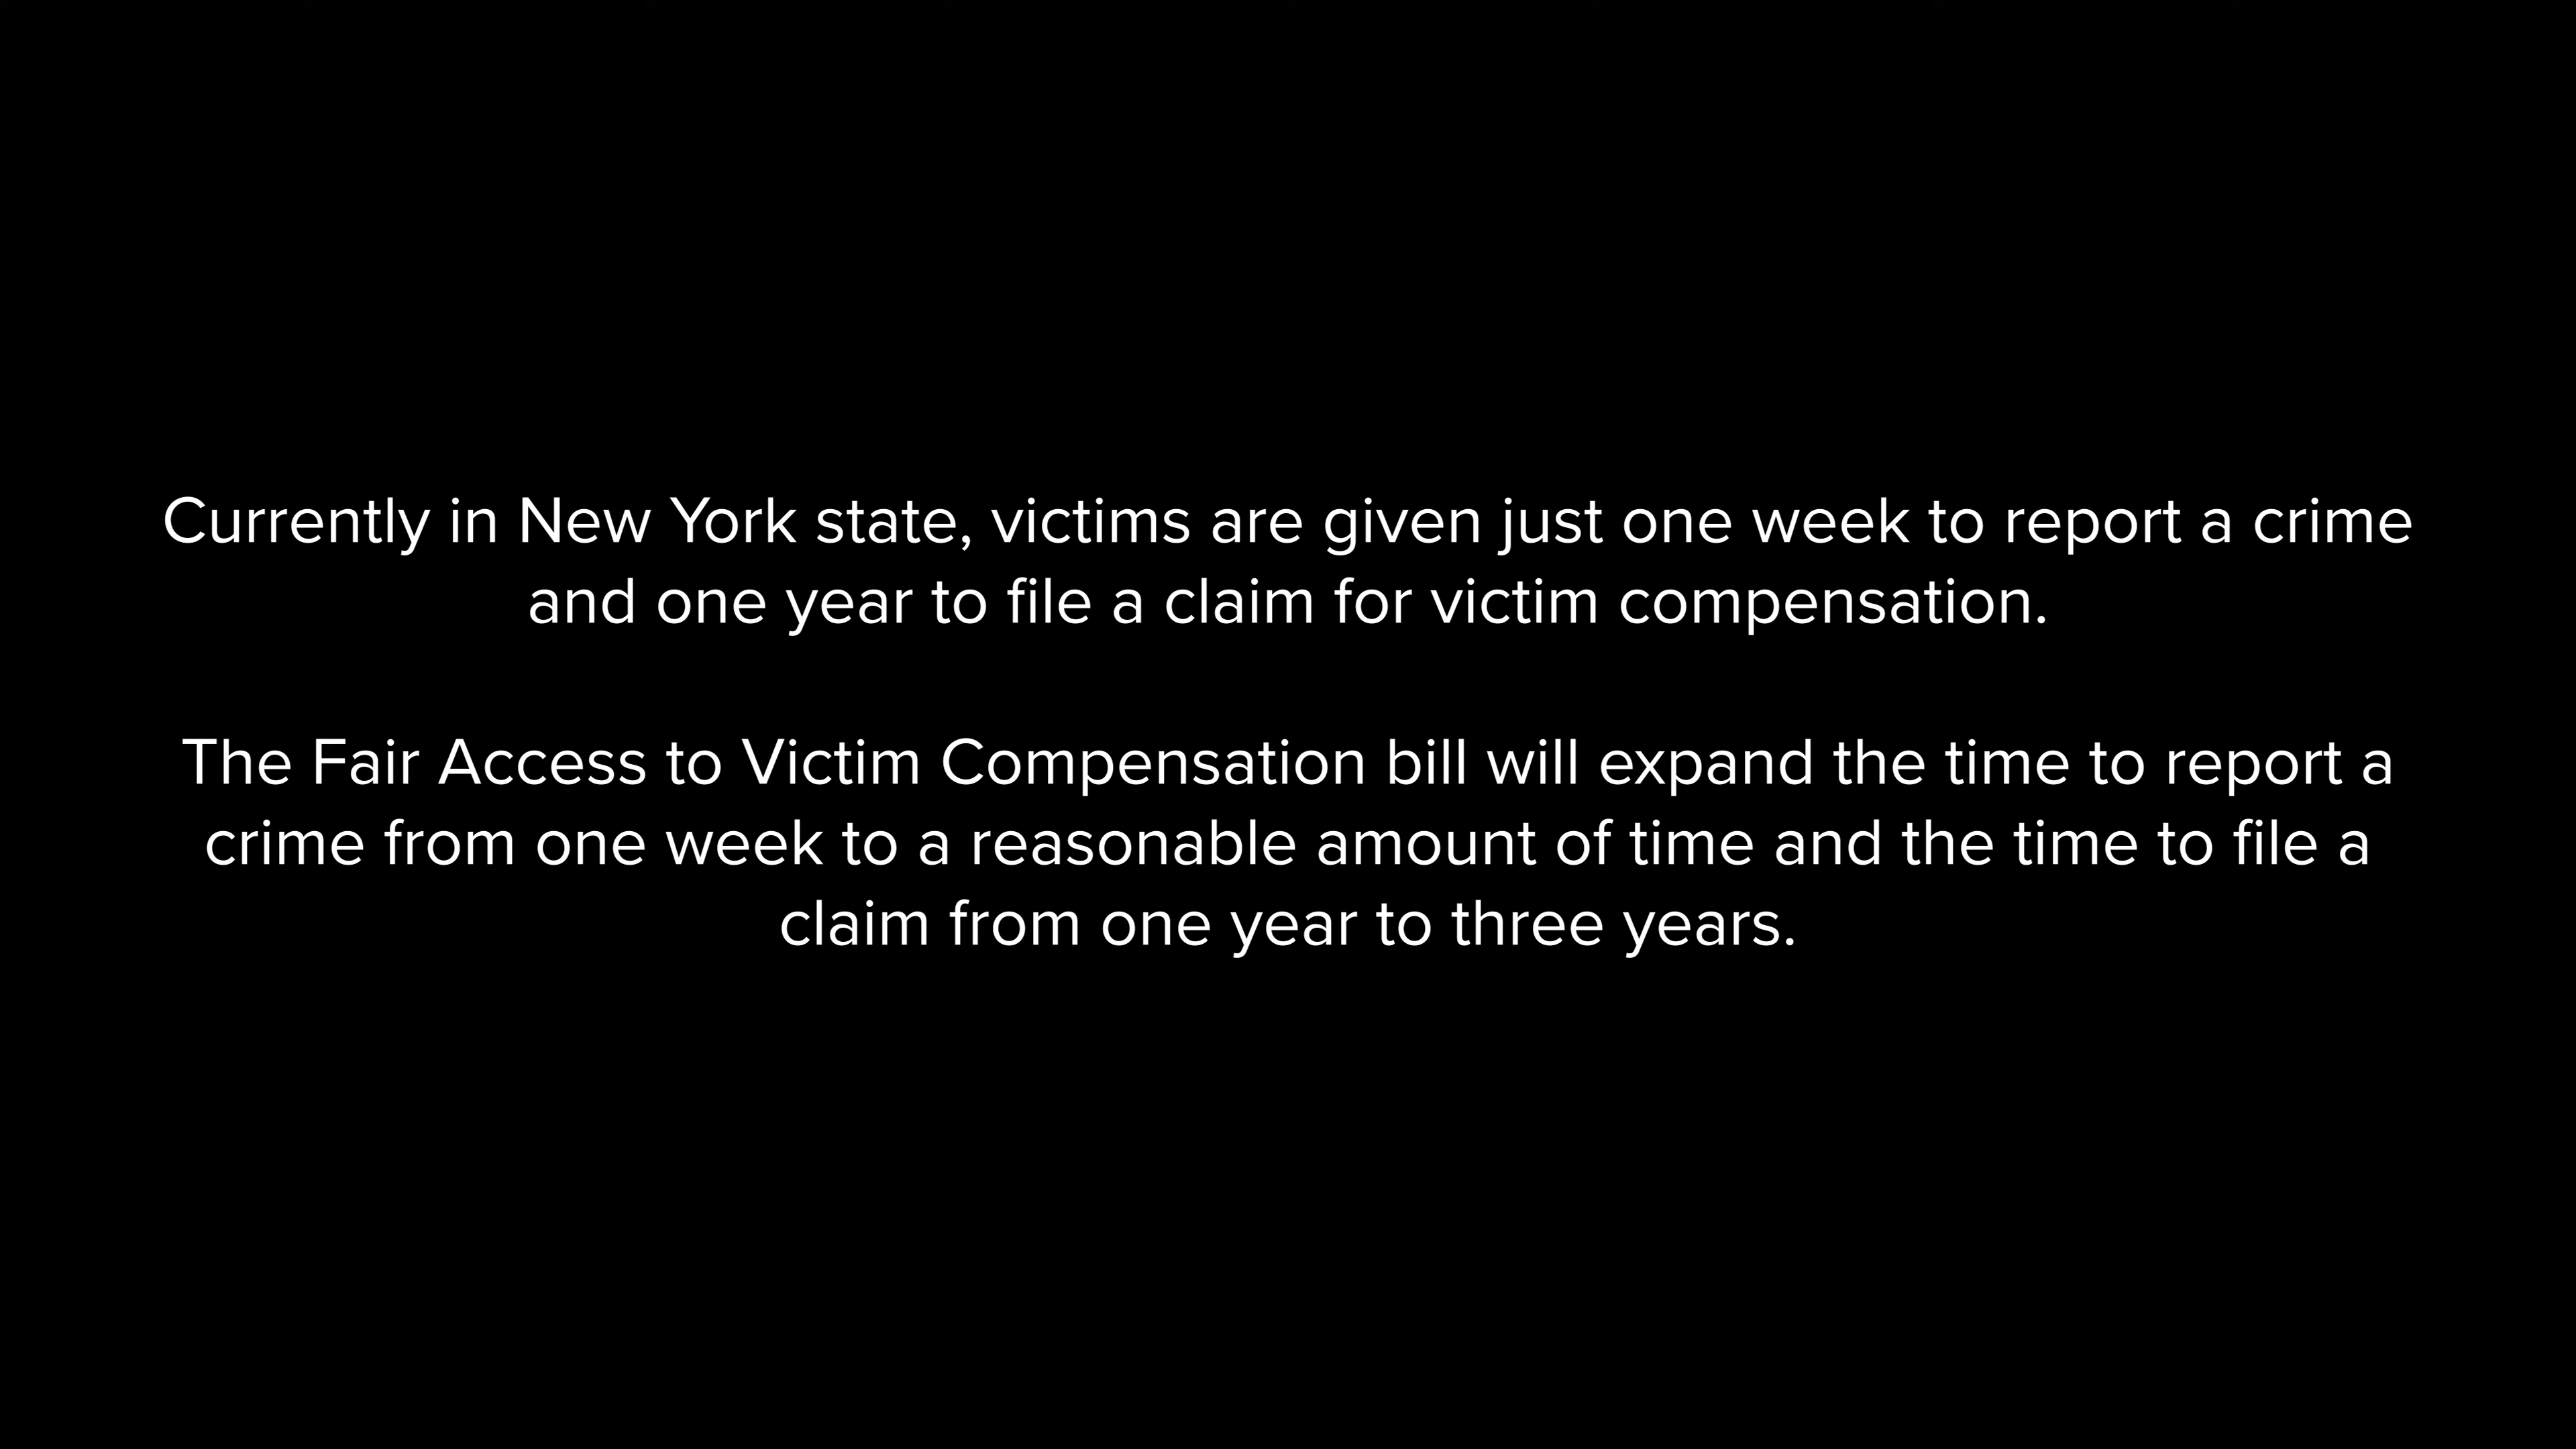 Currently in New York state, victims are given just one week to report a crime
and one year to file a claim for victim compensation.
The Fair Access to Victim Compensation bill will expand the time to report a
crime from one week to a reasonable amount of time and the time to file a
claim from one year to three years.